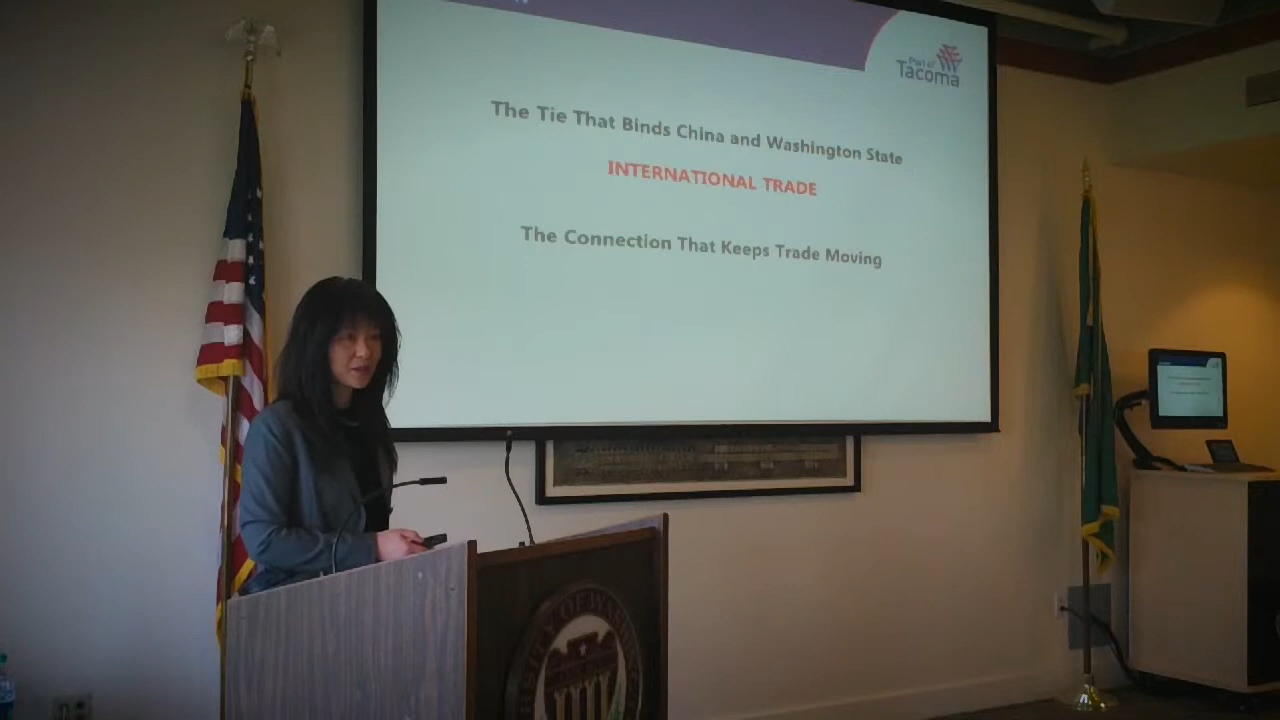 Port of
Tacoma
The Tie That Binds China and Washington State
INTERNATIONAL TRADE
The Connection That Keeps Trade Moving